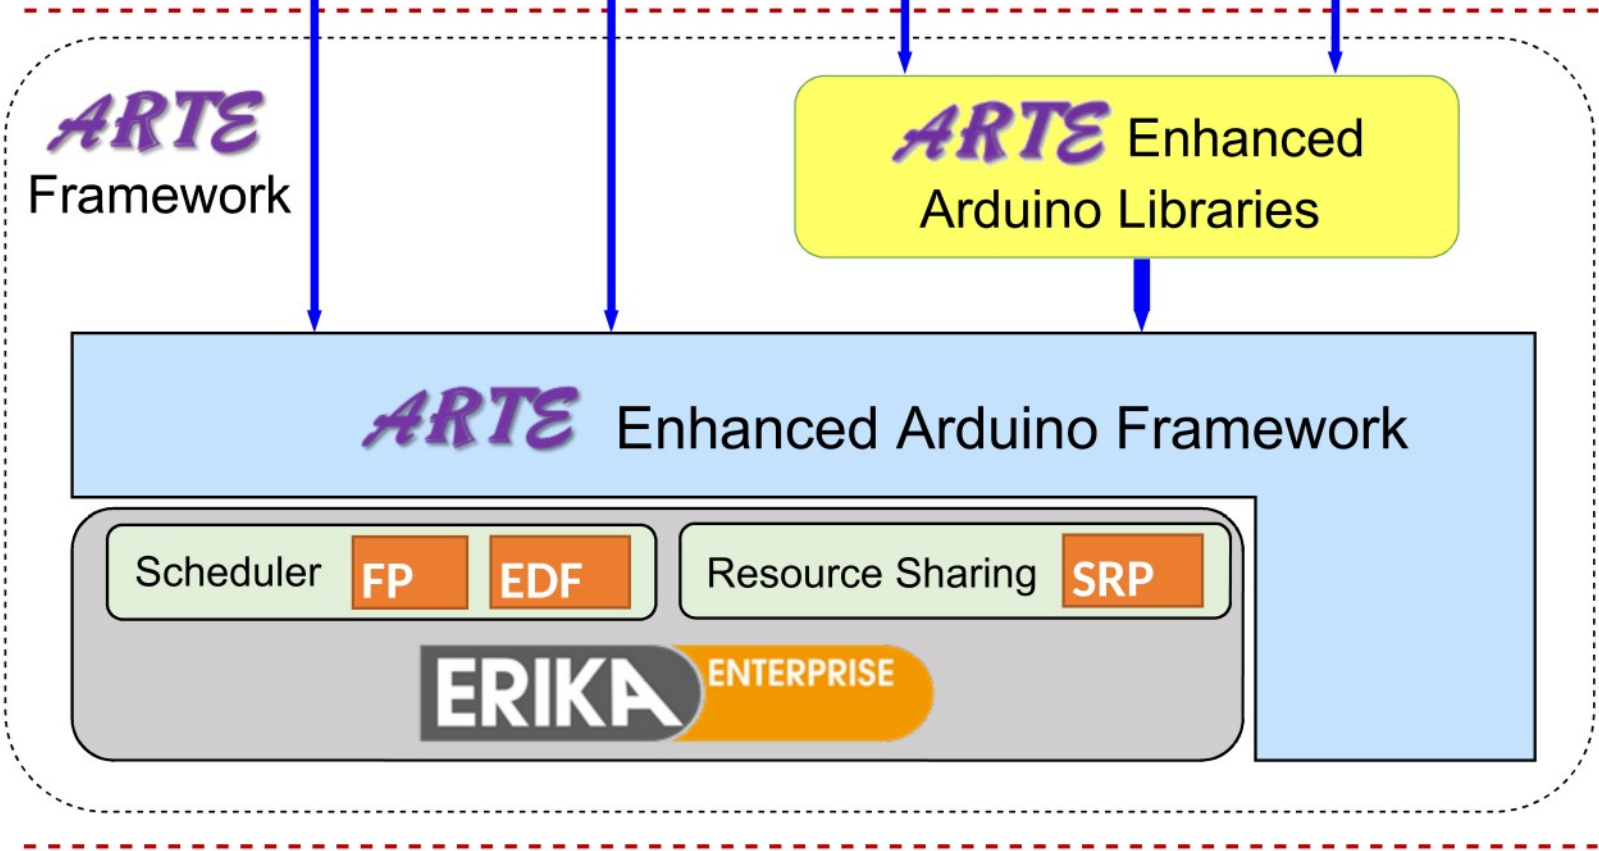 ARTE
Framework
ARTE Enhanced
Arduino Libraries
ARTE Enhanced Arduino Framework
Scheduler FP EDF
Resource Sharing SRP
ERIKA ENTERPRISE